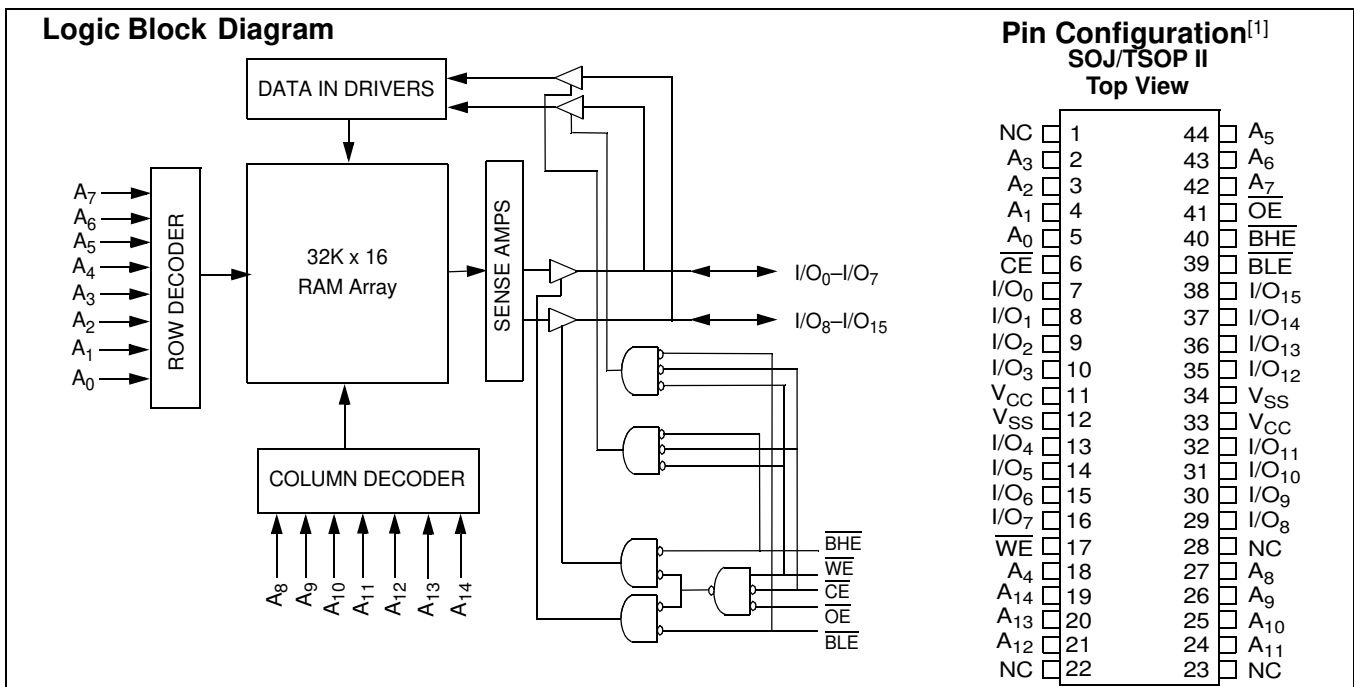 Logic Block Diagram
DATA IN DRIVERS
A7
A6
A5
A4
A3
A2
A1
A0
ROW DECODER
32K x 16
RAM Array
SENSE AMPS
I/O0–I/O7
I/O8–I/O15
COLUMN DECODER
A8
A9
A10
A11
A12
A13
A14
BHE
WE
CE
OE
BLE
Pin Configuration[1]
SOJ/TSOP II
Top View
NC 1 44 A5
A3 2 43 A6
A2 3 42 A7
A1 4 41 OE
A0 5 40 BHE
CE 6 39 BLE
I/O0 7 38 I/O15
I/O1 8 37 I/O14
I/O2 9 36 I/O13
I/O3 10 35 I/O12
VCC 11 34 VSS
VSS 12 33 VCC
I/O4 13 32 I/O11
I/O5 14 31 I/O10
I/O6 15 30 I/O9
I/O7 16 29 I/O8
WE 17 28 NC
A4 18 27 A8
A14 19 26 A9
A13 20 25 A10
A12 21 24 A11
NC 22 23 NC